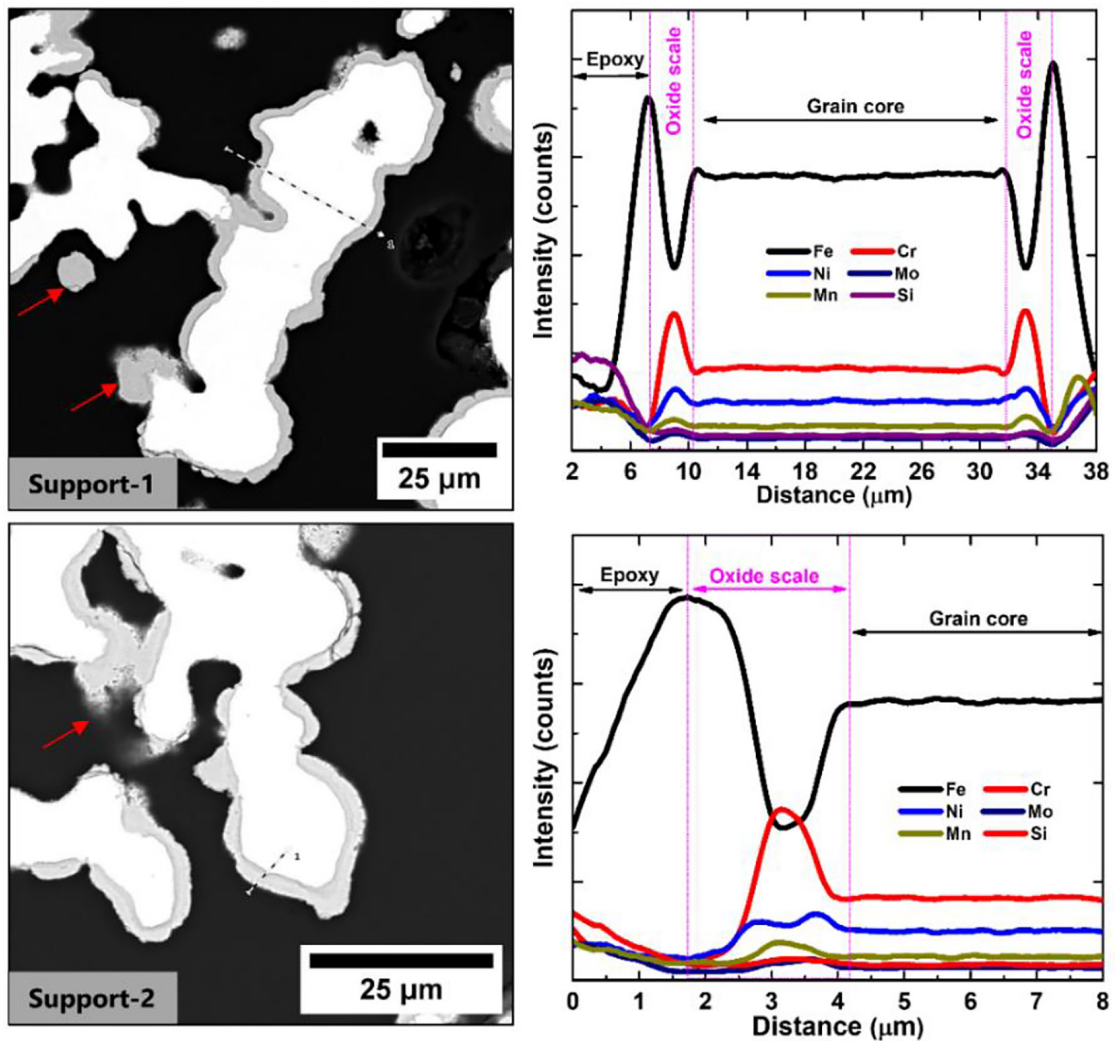 Support-1
25 µm
1
Epoxy
Oxide scale
Grain core
Oxide scale
Intensity (counts)
Fe Cr
Ni Mo
Mn Si
2 6 10 14 18 22 26 30 34 38
Distance (µm)
Support-2
25 µm
1
Epoxy
Oxide scale
Grain core
Intensity (counts)
Fe Cr
Ni Mo
Mn Si
0 1 2 3 4 5 6 7 8
Distance (µm)